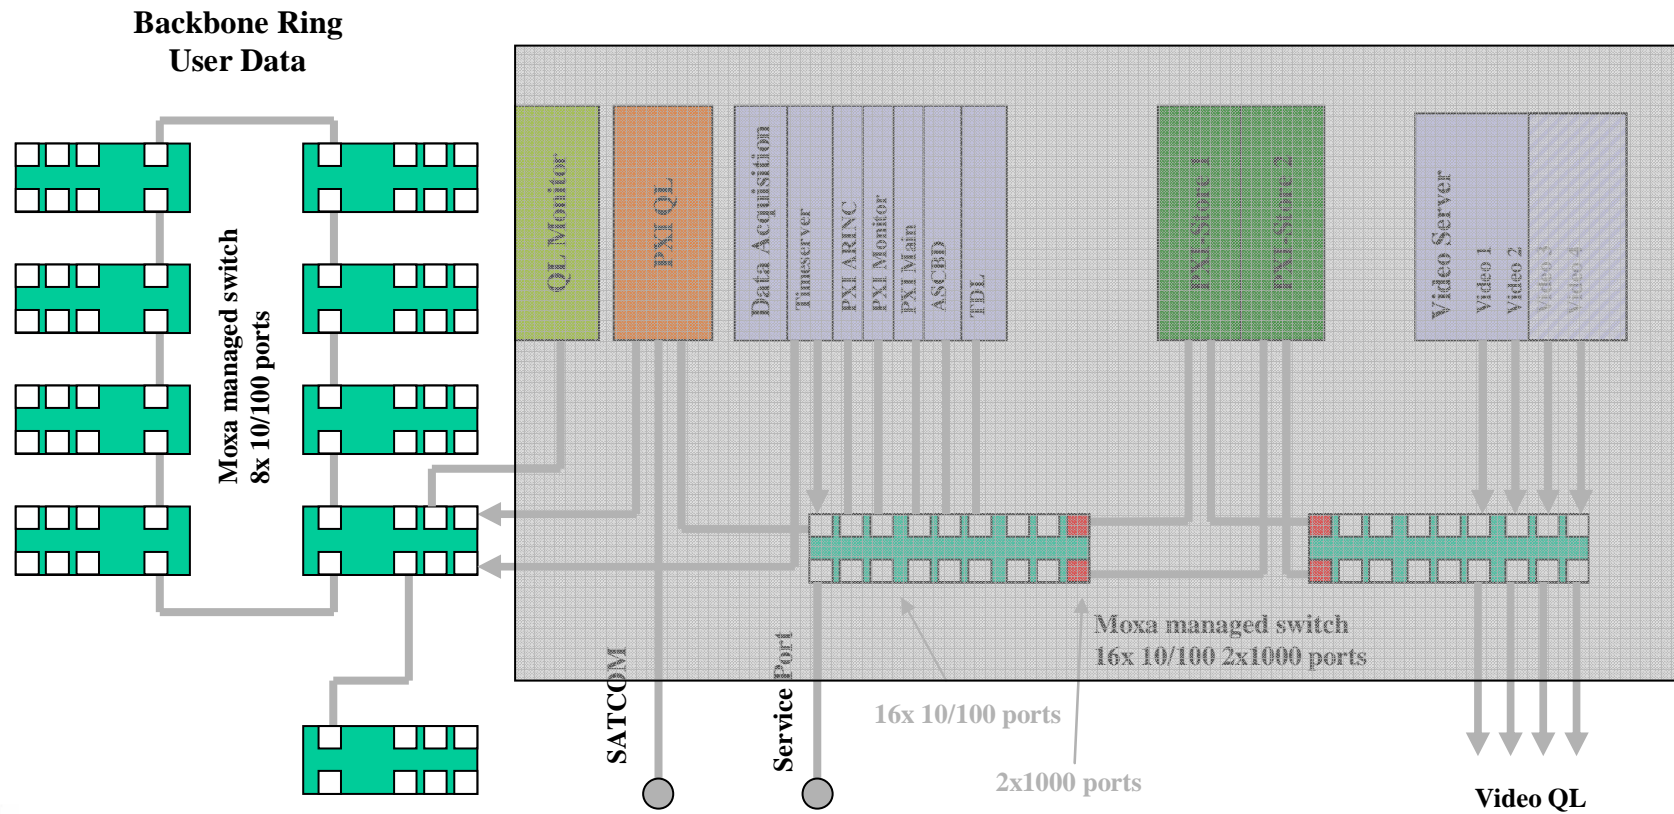 Backbone Ring
User Data
Moxa managed switch
8x 10/100 ports
QL Monitor
PXI QL
Data Acquisition
Timeserver
PXI ARINC
PXI Monitor
PXI Main
ASCBD
TDL
PXI-Store 1
PXI-Store 2
Video Server
Video 1
Video 2
Video 3
Video 4
Moxa managed switch
16x 10/100 2x1000 ports
SATCOM
Service Port
16x 10/100 ports
2x1000 ports
Video QL